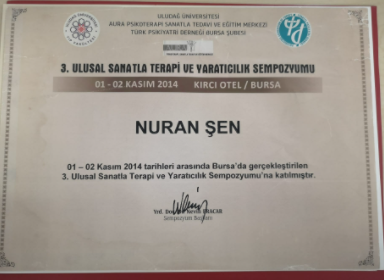 ULUDAĞ ÜNİVERSİTESİ
AURA PSİKOTERAPİ SANATLA TEDAVİ VE EĞİTİM MERKEZİ
TÜRK PSİKİYATRİ DERNEĞİ BURSA ŞUBESİ
3. ULUSAL SANATLA TERAPİ VE YARATICILIK SEMPOZYUMU
01 - 02 KASIM 2014 KIRCI OTEL / BURSA
NURAN ŞEN
01 – 02 Kasım 2014 tarihleri arasında Bursa'da gerçekleştirilen
3. Ulusal Sanatla Terapi ve Yaratıcılık Sempozyumu'na katılmıştır.
Yrd.
Sempozyum Başkanı